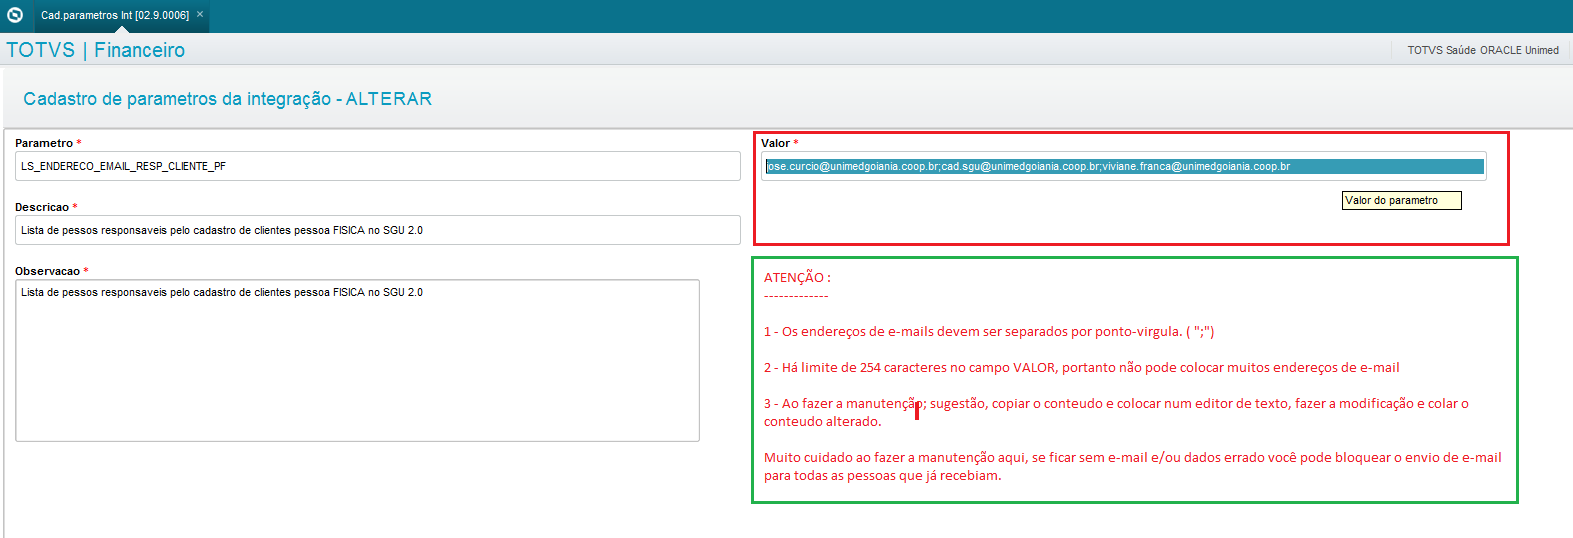 Cad.parametros Int [02.9.0006] ×
TOTVS | Financeiro
TOTVS Saúde ORACLE Unimed
Cadastro de parametros da integração - ALTERAR
Parametro *
LS_ENDERECO_EMAIL_RESP_CLIENTE_PF
Valor *
jose.curcio@unimedgoiania.coop.br;cad.sgu@unimedgoiania.coop.br;viviane.franca@unimedgoiania.coop.br
Valor do parametro
Descricao *
Lista de pessos responsaveis pelo cadastro de clientes pessoa FISICA no SGU 2.0
Observacao *
Lista de pessos responsaveis pelo cadastro de clientes pessoa FISICA no SGU 2.0
ATENÇÃO :
-------------
1 - Os endereços de e-mails devem ser separados por ponto-virgula. ( ";")
2 - Há limite de 254 caracteres no campo VALOR, portanto não pode colocar muitos endereços de e-mail
3 - Ao fazer a manutenção; sugestão, copiar o conteudo e colocar num editor de texto, fazer a modificação e colar o
conteudo alterado.
Muito cuidado ao fazer a manutenção aqui, se ficar sem e-mail e/ou dados errado você pode bloquear o envio de e-mail
para todas as pessoas que já recebiam.